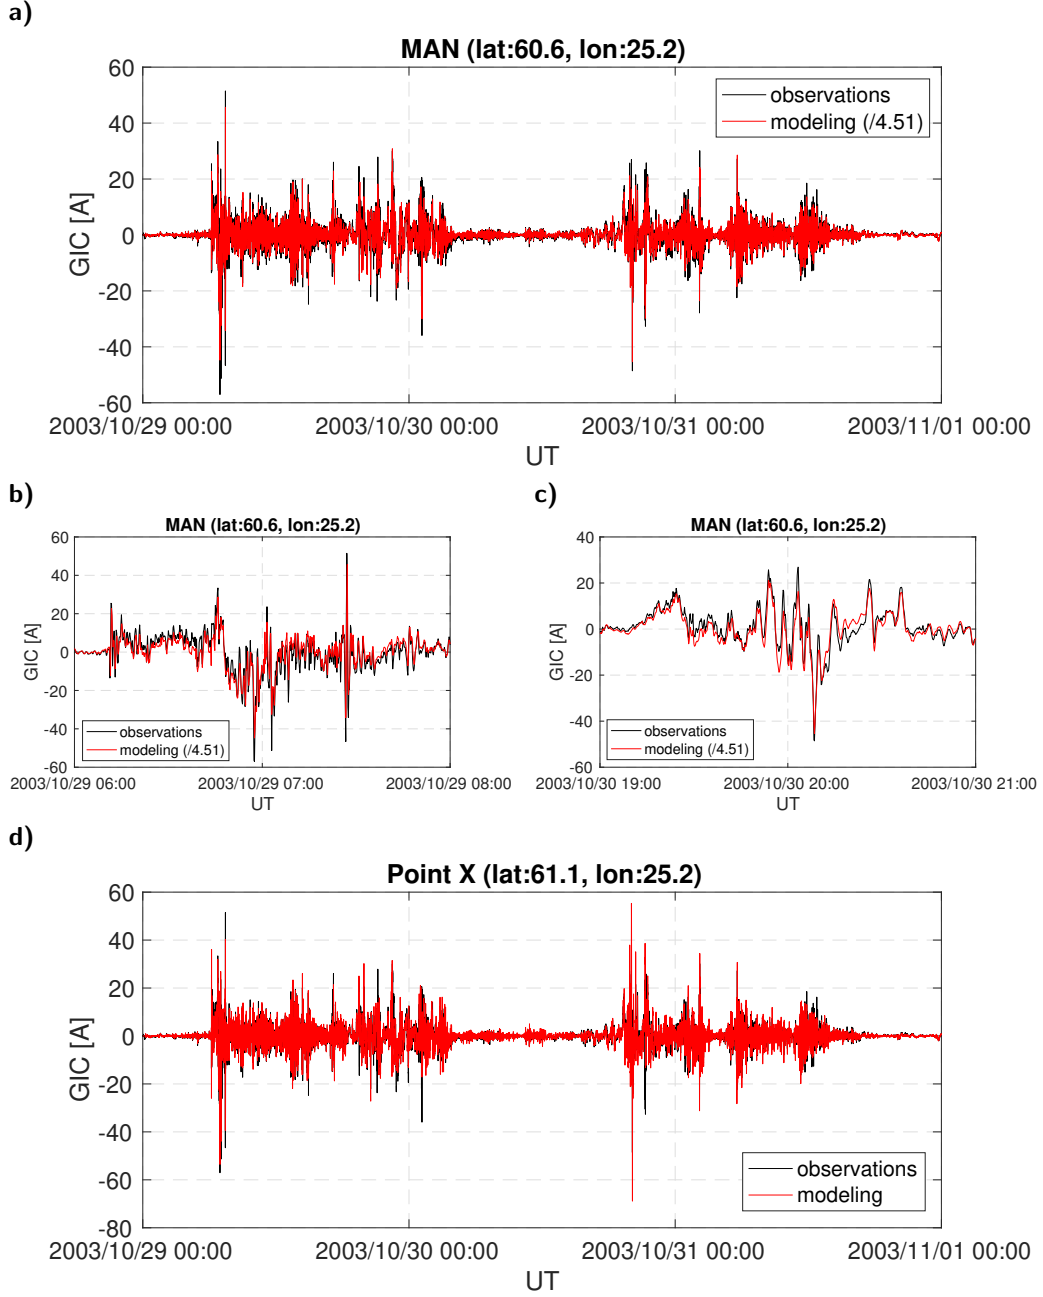 a)
MAN (lat:60.6, lon:25.2)
60
40
20
0
-20
-40
-60
GIC [A]
observations
modeling (/4.51)
2003/10/29 00:00
2003/10/30 00:00
2003/10/31 00:00
2003/11/01 00:00
UT
b)
MAN (lat:60.6, lon:25.2)
60
40
20
0
-20
-40
-60
GIC [A]
observations
modeling (/4.51)
2003/10/29 06:00
2003/10/29 07:00
2003/10/29 08:00
UT
c)
MAN (lat:60.6, lon:25.2)
40
20
0
-20
-40
-60
GIC [A]
observations
modeling (/4.51)
2003/10/30 19:00
2003/10/30 20:00
2003/10/30 21:00
UT
d)
Point X (lat:61.1, lon:25.2)
60
40
20
0
-20
-40
-60
-80
GIC [A]
observations
modeling
2003/10/29 00:00
2003/10/30 00:00
2003/10/31 00:00
2003/11/01 00:00
UT